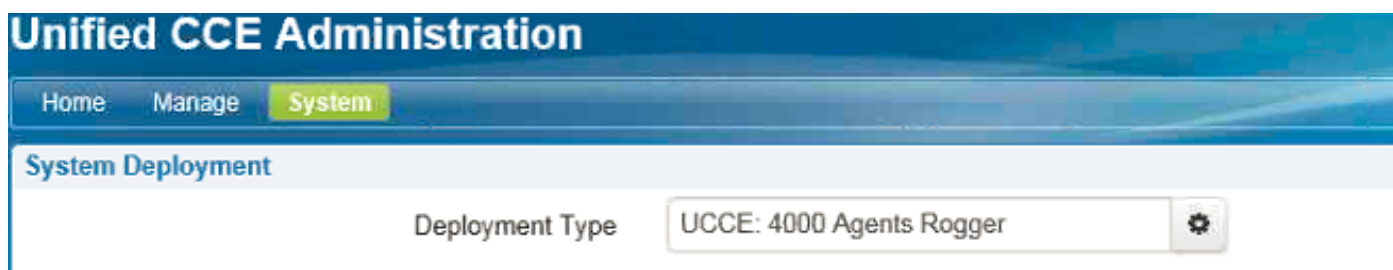 Unified CCE Administration
Home Manage System
System Deployment
Deployment Type UCCE: 4000 Agents Rogger